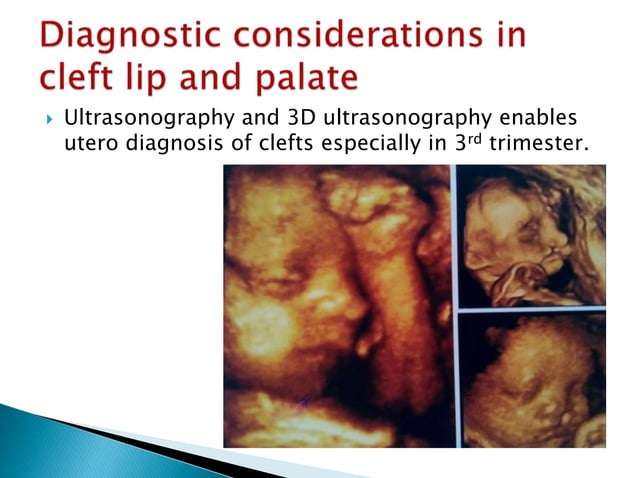 Diagnostic considerations in
cleft lip and palate
Ultrasonography and 3D ultrasonography enables
utero diagnosis of clefts especially in 3rd trimester.